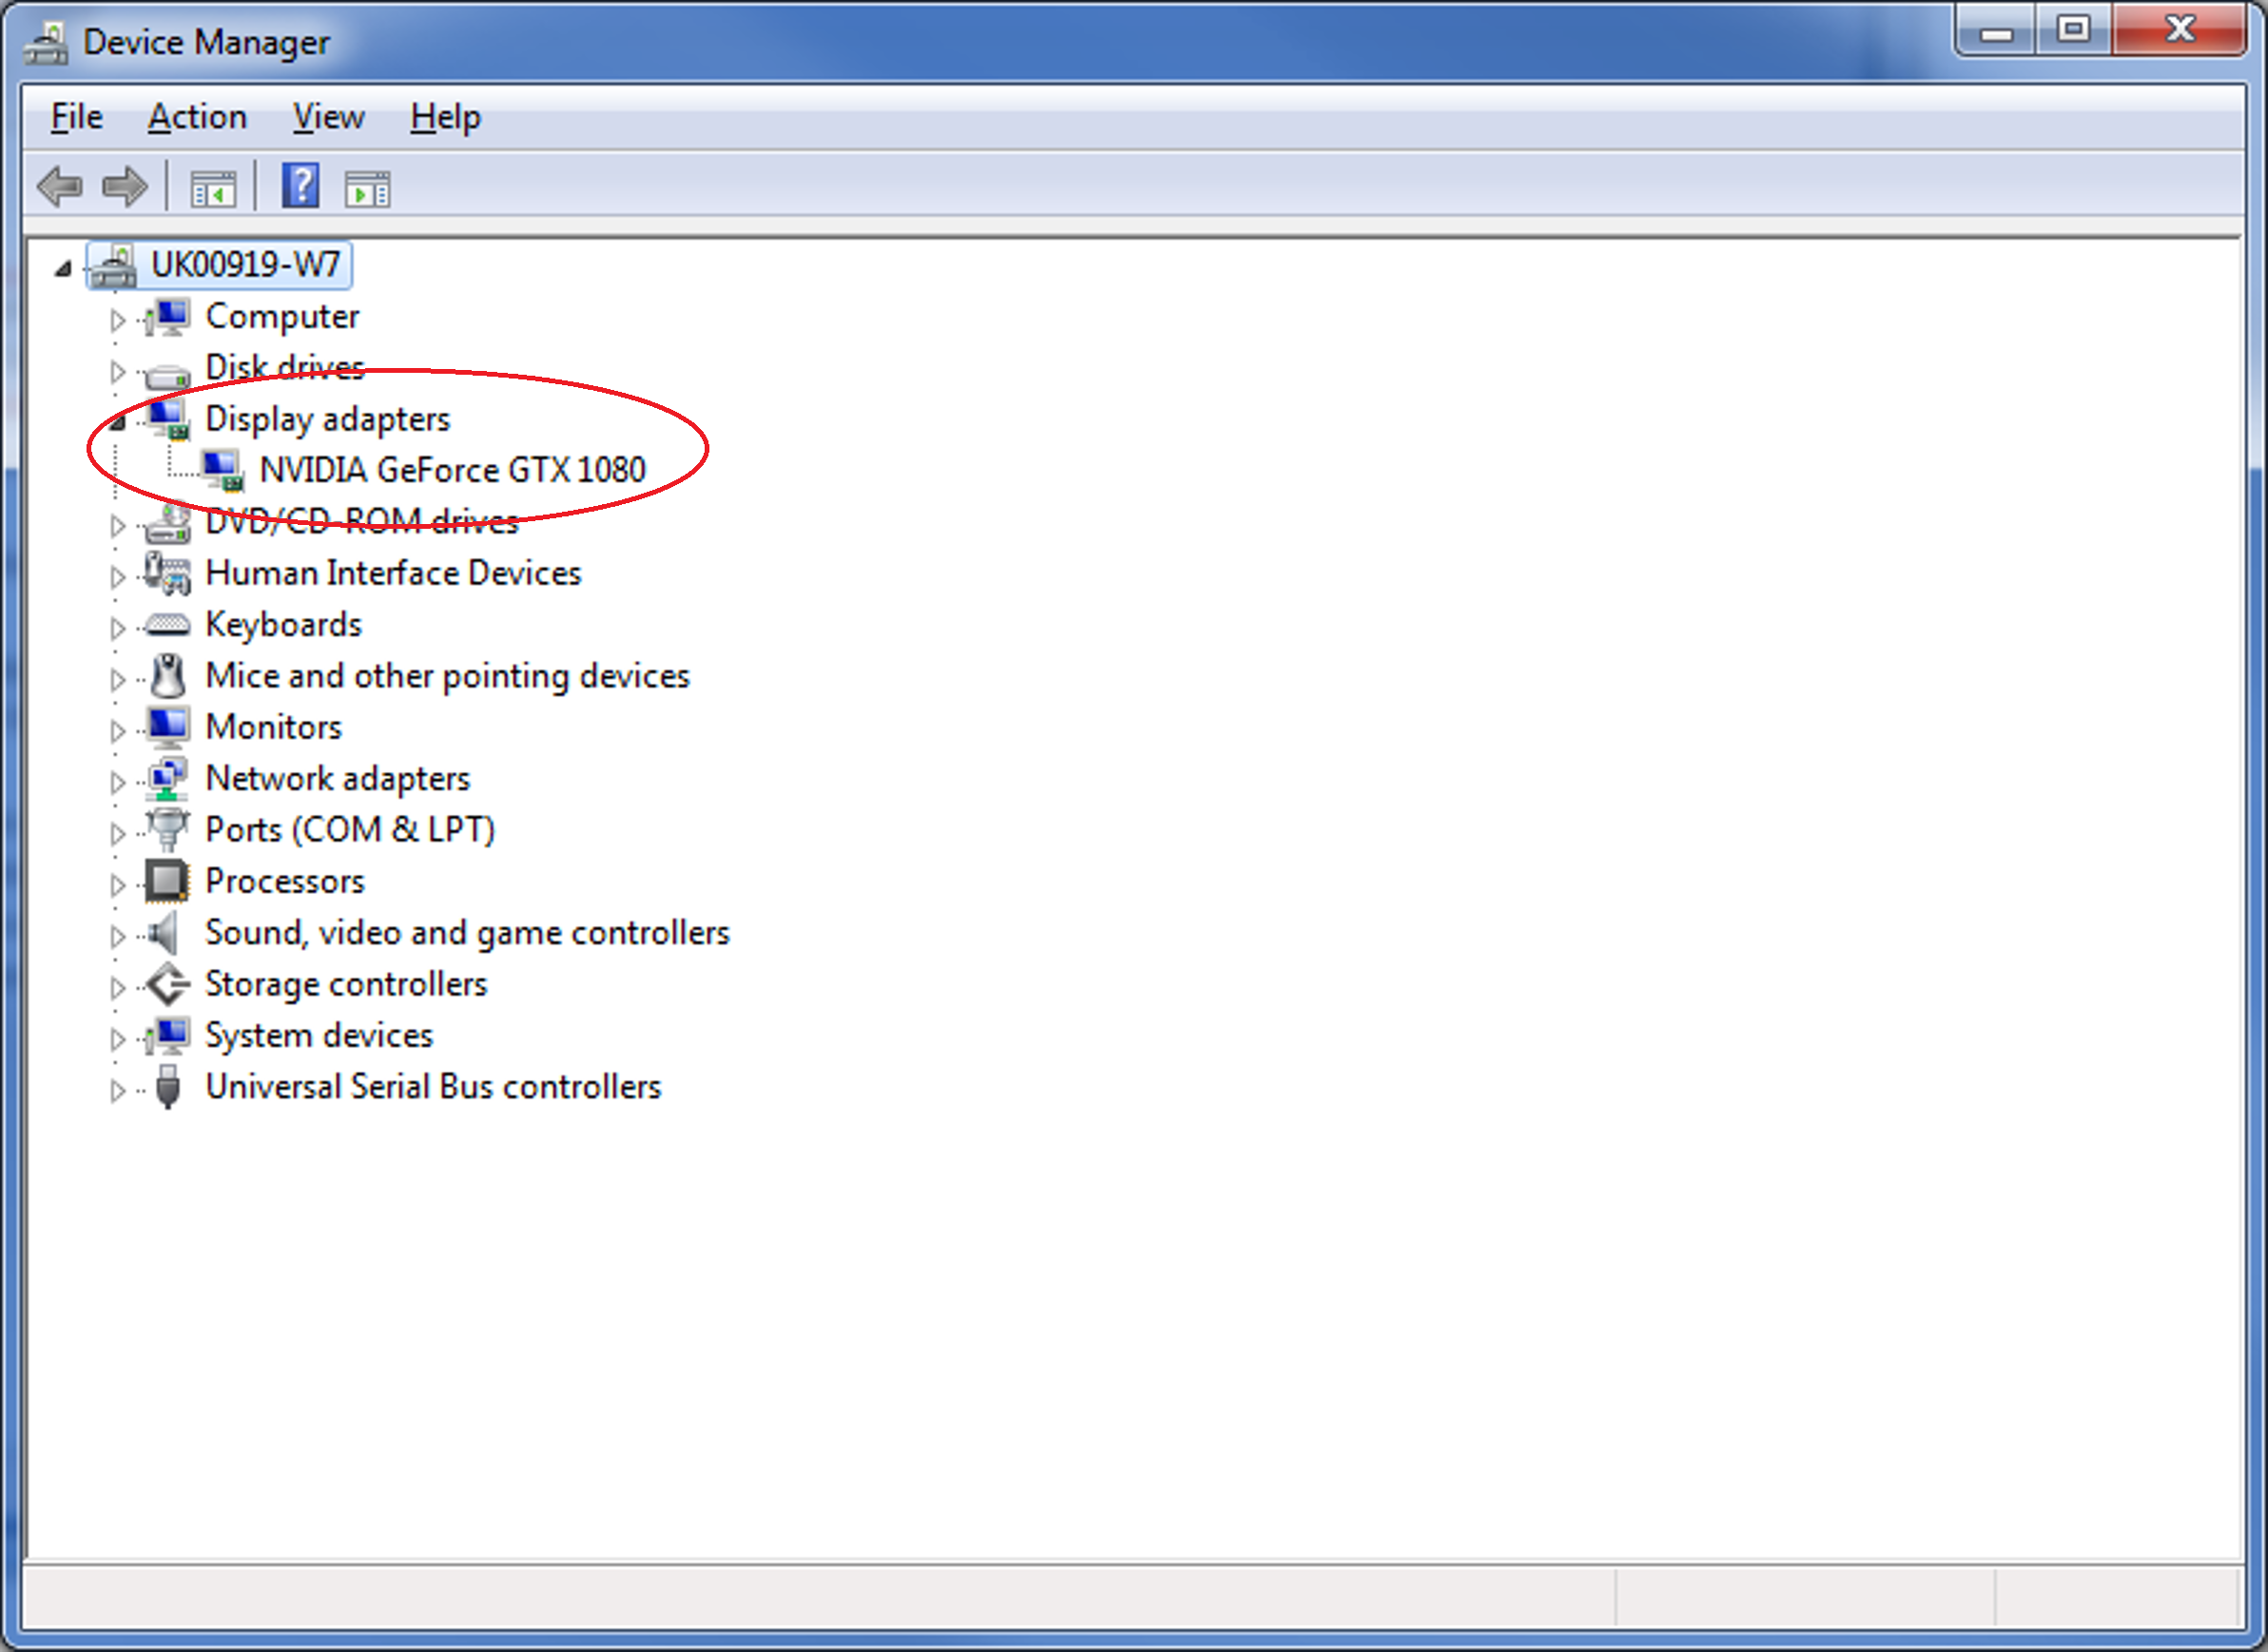 Device Manager
File Action View Help
UK00919-W7
Computer
Disk drives
Display adapters
NVIDIA GeForce GTX 1080
DVD/CD-ROM drives
Human Interface Devices
Keyboards
Mice and other pointing devices
Monitors
Network adapters
Ports (COM & LPT)
Processors
Sound, video and game controllers
Storage controllers
System devices
Universal Serial Bus controllers